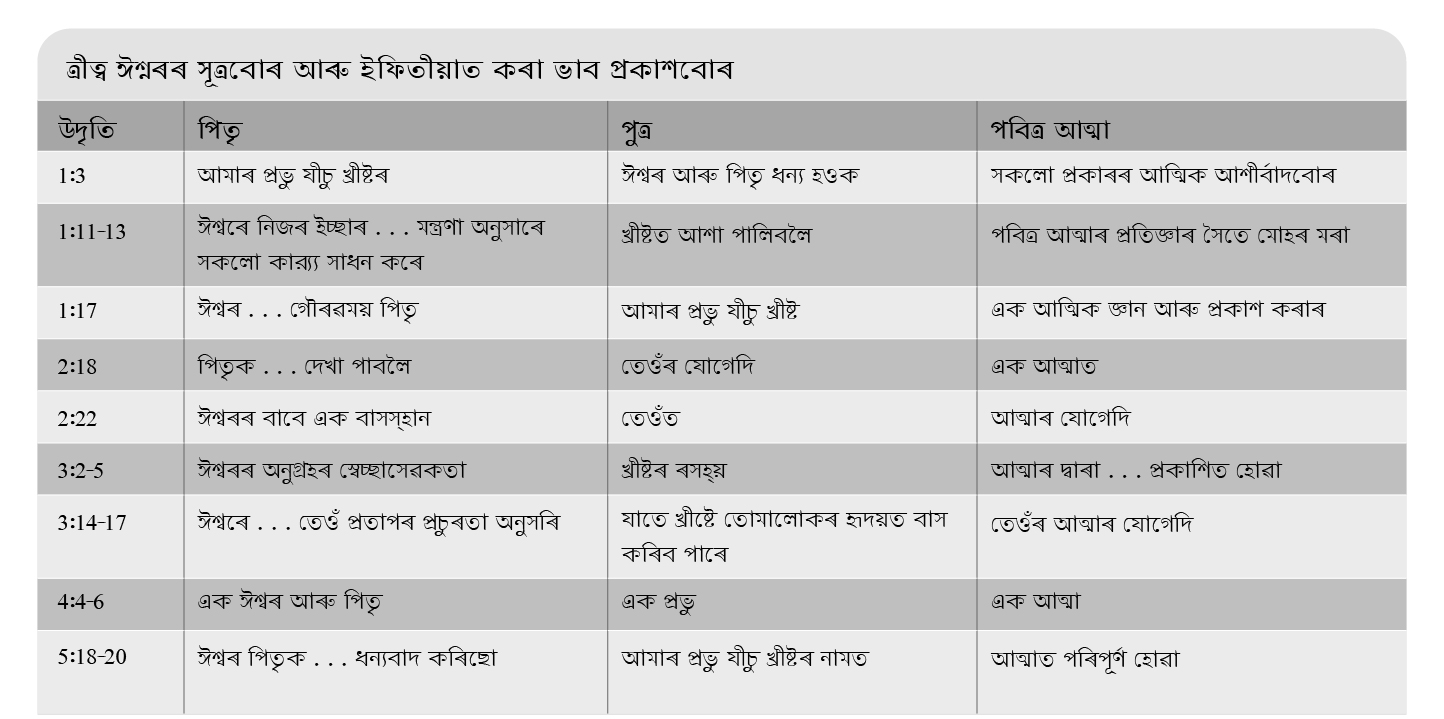 ত্ৰীত্ব ঈশ্বৰৰ সূত্ৰবোৰ আৰু ইফিতীয়াত কৰা ভাব প্ৰকাশবোৰ
উদৃতি পিতৃ পুত্ৰ পবিত্ৰ আত্মা
1:3 আমাৰ প্ৰভু যীচু খ্ৰীষ্টৰ ঈশ্বৰ আৰু পিতৃ ধন্য হওক সকলো প্ৰকাৰৰ আত্মিক আশীৰ্বাদবোৰ
1:11-13 ঈশ্বৰে নিজৰ ইচ্ছাৰ . . . মন্ত্ৰণা অনুসাৰে খ্ৰীষ্টত আশা পালিবলৈ পবিত্ৰ আত্মাৰ প্ৰতিজ্ঞাৰ সৈতে মোহৰ মৰা
সকলো কাৰ্য্য সাধন কৰে
1:17 ঈশ্বৰ . . . গৌৰৱময় পিতৃ আমাৰ প্ৰভু যীচু খ্ৰীষ্ট এক আত্মিক জ্ঞান আৰু প্ৰকাশ কৰাৰ
2:18 পিতৃক . . . দেখা পাবলৈ তেওঁৰ যোগেদি এক আত্মাত
2:22 ঈশ্বৰৰ বাবে এক বাসস্হান তেওঁত আত্মাৰ যোগেদি
3:2-5 ঈশ্বৰৰ অনুগ্ৰহৰ স্বেচ্ছাসেৱকতা খ্ৰীষ্টৰ ৰসহ্য় আত্মাৰ দ্বাৰা . . . প্ৰকাশিত হোৱা
3:14-17 ঈশ্বৰে . . . তেওঁ প্ৰতাপৰ প্ৰচুৰতা অনুসৰি যাতে খ্ৰীষ্টে তোমালোকৰ হৃদয়ত বাস তেওঁৰ আত্মাৰ যোগেদি
কৰিব পাৰে
4:4-6 এক ঈশ্বৰ আৰু পিতৃ এক প্ৰভু এক আত্মা
5:18-20 ঈশ্বৰ পিতৃক . . . ধন্যবাদ কৰিছো আমাৰ প্ৰভু যীচু খ্ৰীষ্টৰ নামত আত্মাত পৰিপূৰ্ণ হোৱা